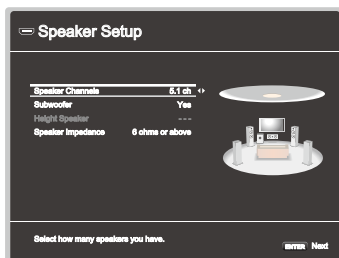 Speaker Setup
Speaker Channels 5.1 ch
Subwoofer Yes
Height Speaker ---
Speaker Impedance 6 ohms or above
Select how many speakers you have.
ENTER Next